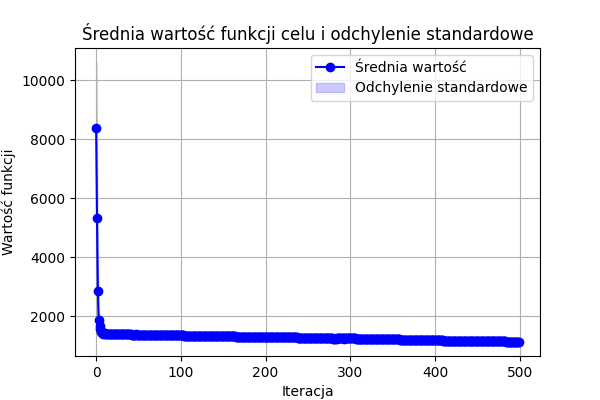 Średnia wartość funkcji celu i odchylenie standardowe
Średnia wartość
Odchylenie standardowe
Wartość funkcji
10000
8000
6000
4000
2000
0 100 200 300 400 500
Iteracja